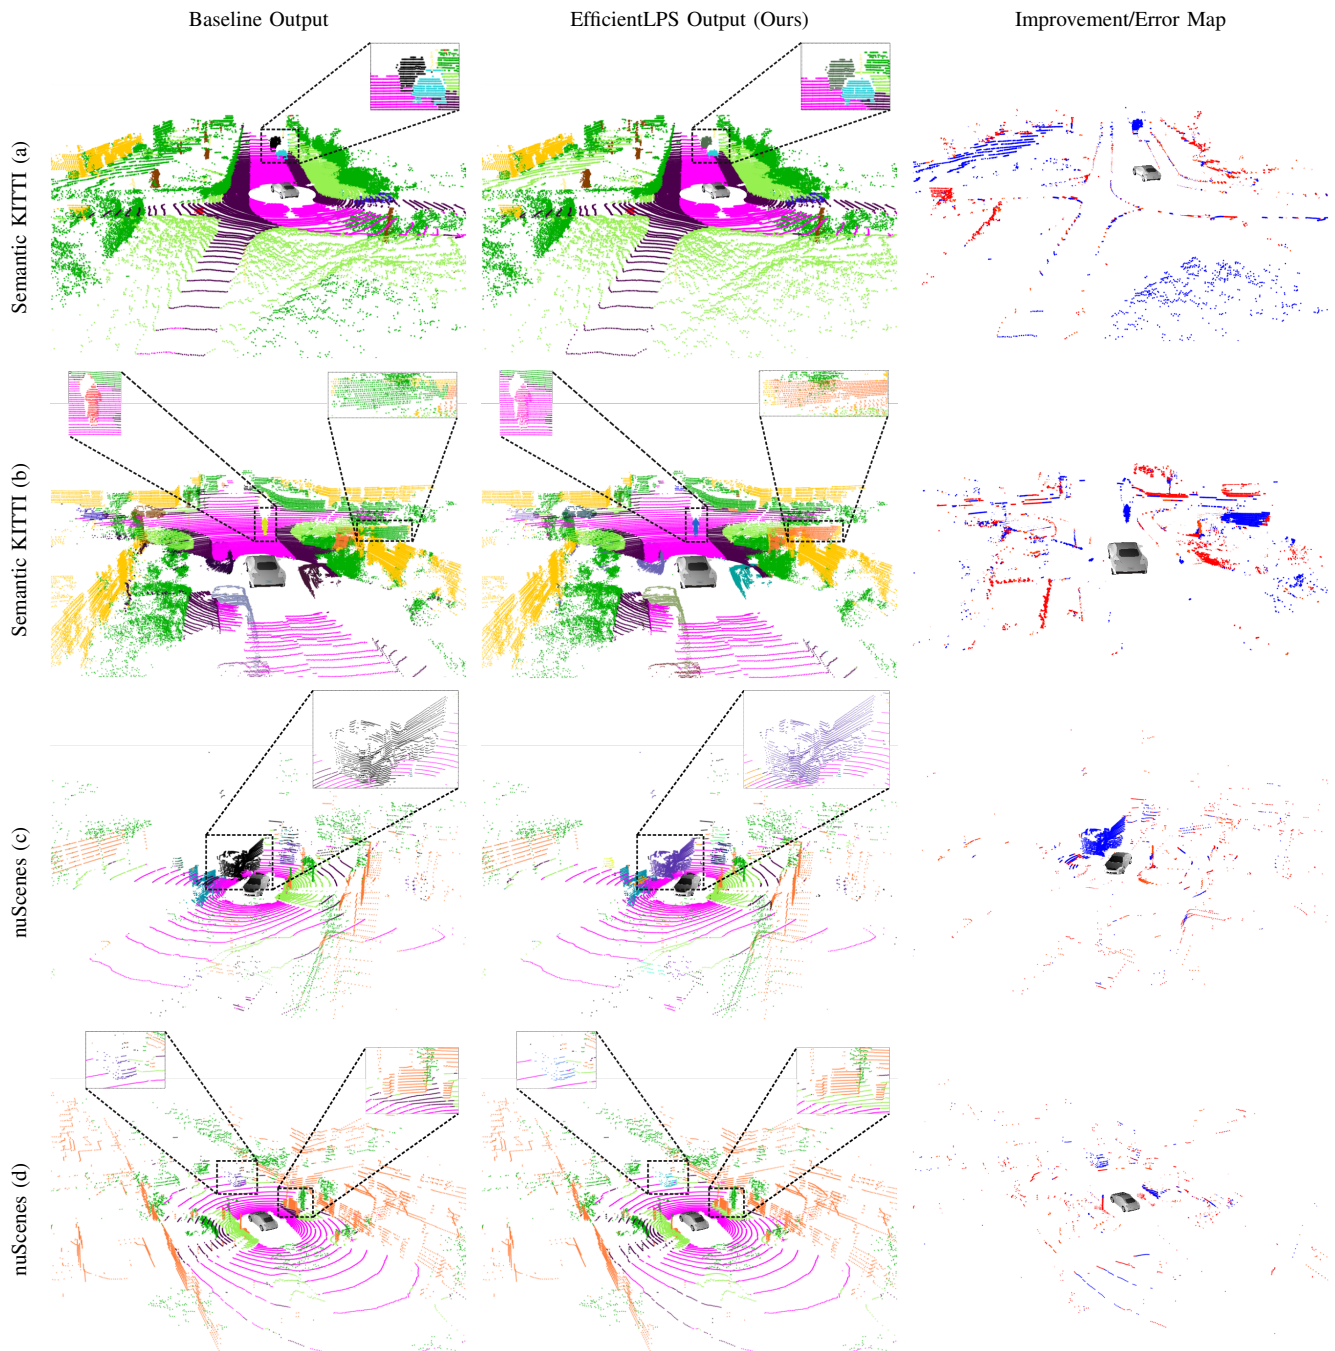 Baseline Output
EfficientLPS Output (Ours)
Improvement/Error Map
Semantic KITTI (a)
Semantic KITTI (b)
nuScenes (c)
nuScenes (d)